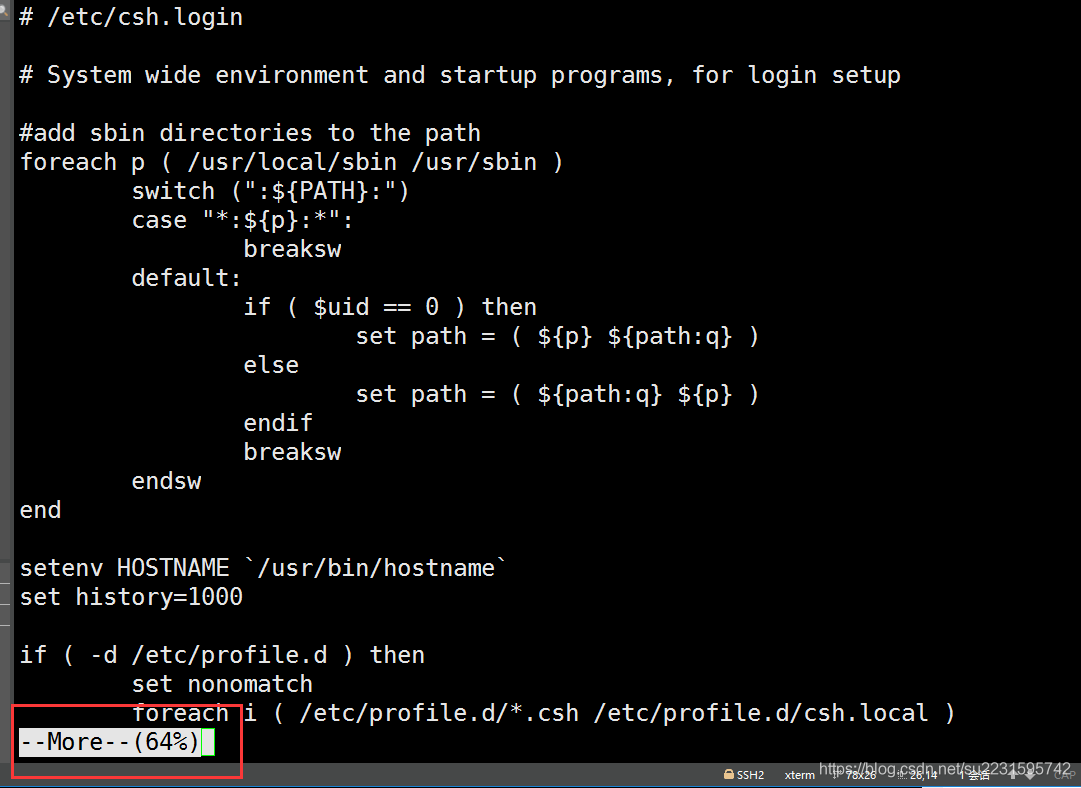 # /etc/csh.login

# System wide environment and startup programs, for login setup

#add sbin directories to the path
foreach p ( /usr/local/sbin /usr/sbin )
        switch (":${PATH}:")
        case "*:${p}:*":
                breaksw
        default:
                if ( $uid == 0 ) then
                        set path = ( ${p} ${path:q} )
                else
                        set path = ( ${path:q} ${p} )
                endif
                breaksw
        endsw
end

setenv HOSTNAME `/usr/bin/hostname`
set history=1000

if ( -d /etc/profile.d ) then
        set nonomatch
        foreach i ( /etc/profile.d/*.csh /etc/profile.d/csh.local )
--More--(64%)
https://blog.csdn.net/su2231595742
SSH2 xterm 78x26 26,14 1 会话 CAP